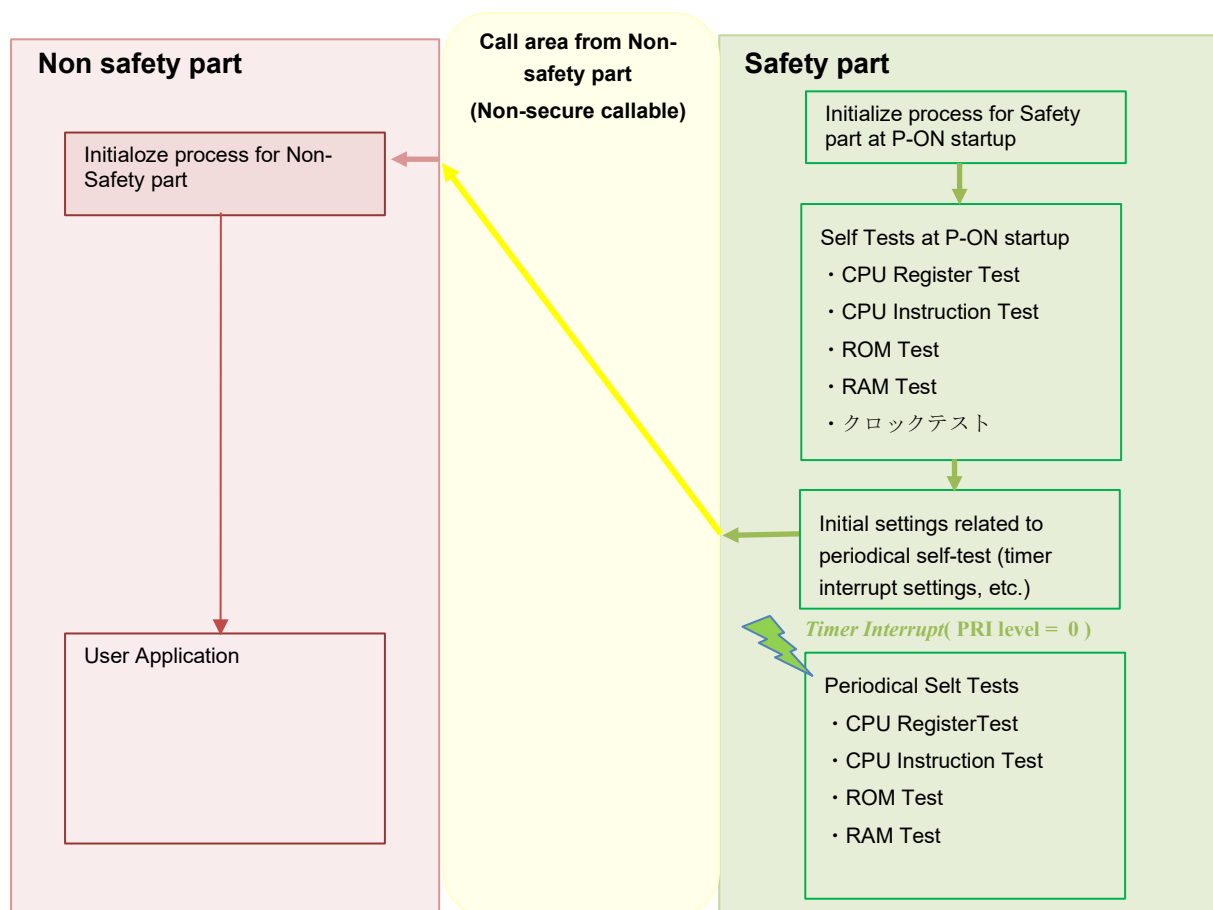 Non safety part
Initialoze process for Non-
Safety part
User Application
Call area from Non-
safety part
(Non-secure callable)
Safety part
Initialize process for Safety
part at P-ON startup
Self Tests at P-ON startup
・CPU Register Test
・CPU Instruction Test
・ROM Test
・RAM Test
・クロックテスト
Initial settings related to
periodical self-test (timer
interrupt settings, etc.)
Timer Interrupt( PRI level = 0 )
Periodical Selt Tests
・CPU RegisterTest
・CPU Instruction Test
・ROM Test
・RAM Test